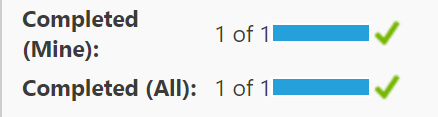 Completed
(Mine): 1 of 1
Completed (All): 1 of 1